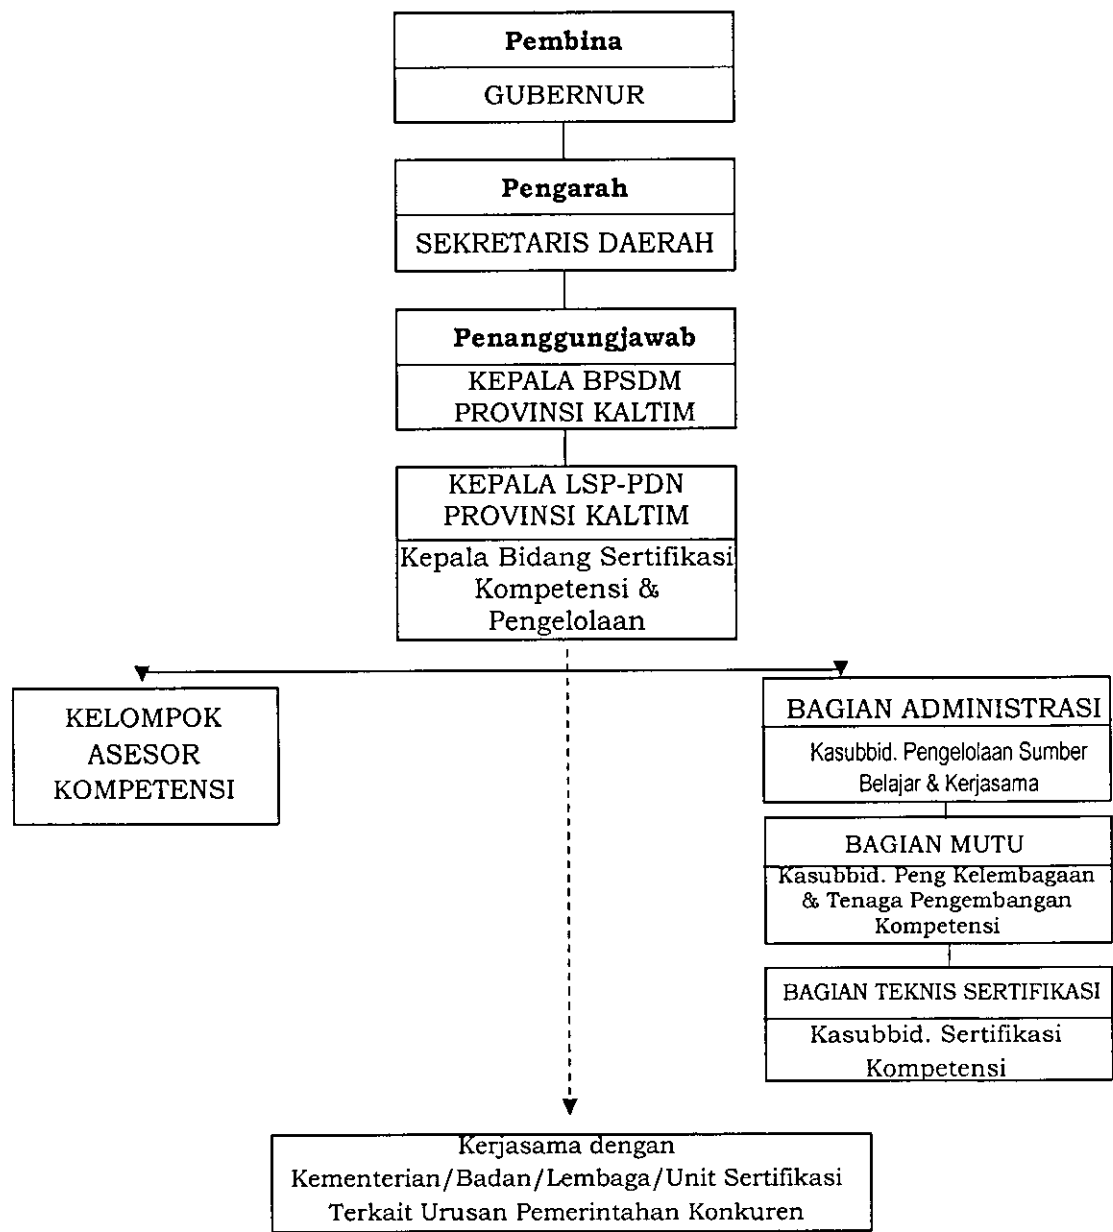 Pembina
GUBERNUR
Pengarah
SEKRETARIS DAERAH
Penanggungjawab
KEPALA BPSDM
PROVINSI KALTIM
KEPALA LSP-PDN
PROVINSI KALTIM
Kepala Bidang Sertifikasi
Kompetensi &
Pengelolaan
KELOMPOK
ASESOR
KOMPETENSI
BAGIAN ADMINISTRASI
Kasubbid. Pengelolaan Sumber
Belajar & Kerjasama
BAGIAN MUTU
Kasubbid. Peng Kelembagaan
& Tenaga Pengembangan
Kompetensi
BAGIAN TEKNIS SERTIFIKASI
Kasubbid. Sertifikasi
Kompetensi
Kerjasama dengan
Kementerian/Badan/Lembaga/Unit Sertifikasi
Terkait Urusan Pemerintahan Konkuren